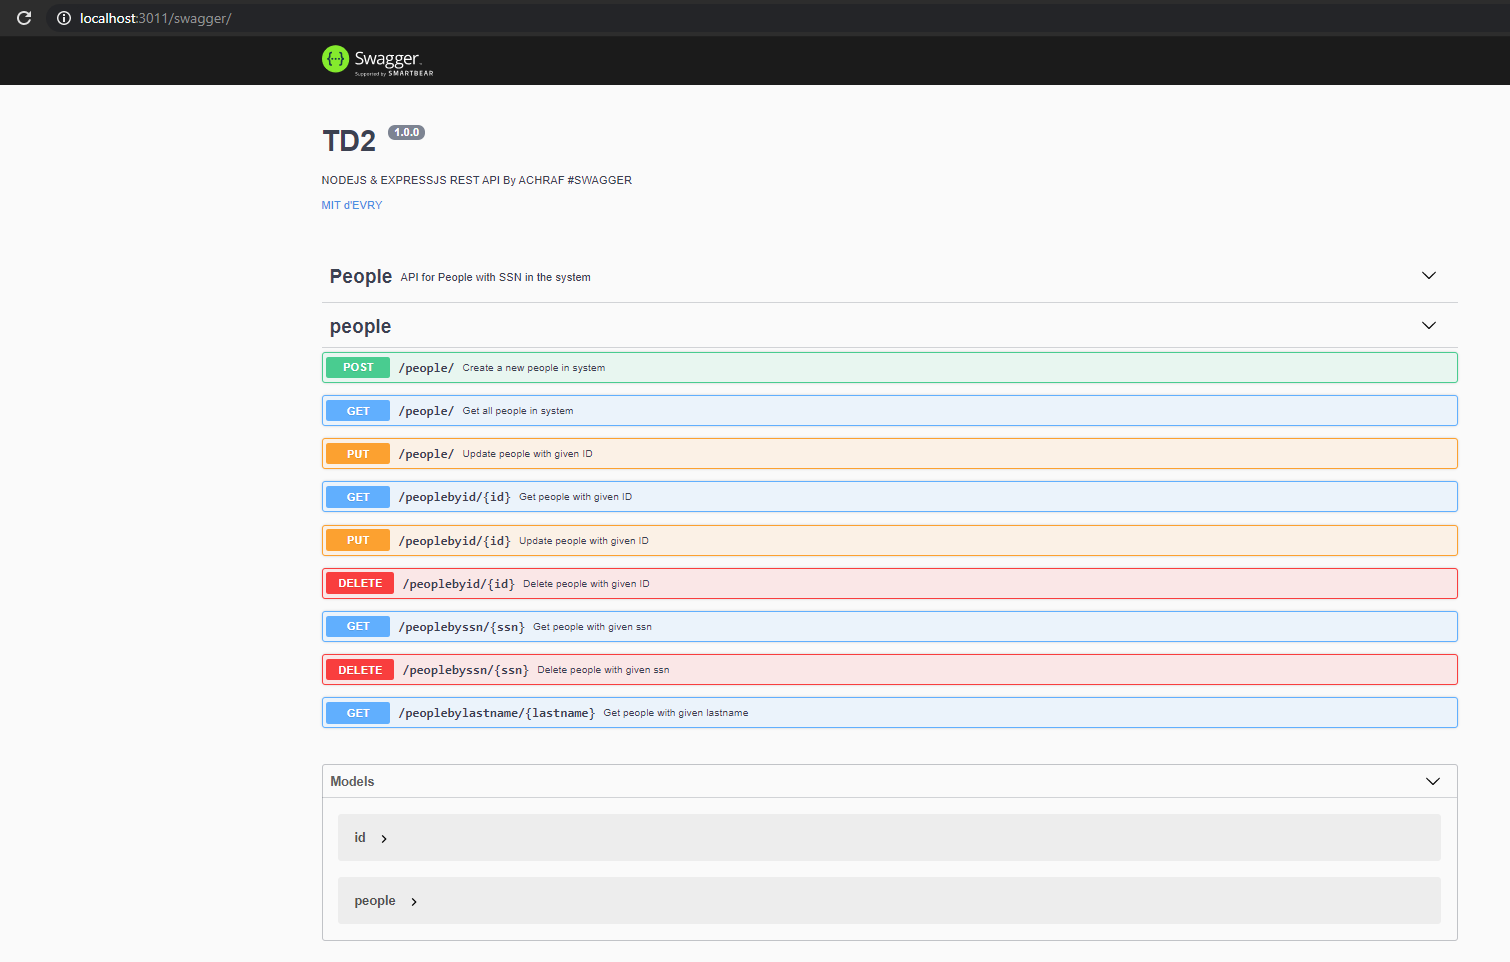 localhost:3011/swagger/
{···} Swagger™
Supported by SMARTBEAR
TD2 1.0.0
NODEJS & EXPRESSJS REST API By ACHRAF #SWAGGER
MIT d'EVRY
People API for People with SSN in the system
people
POST /people/ Create a new people in system
GET /people/ Get all people in system
PUT /people/ Update people with given ID
GET /peoplebyid/{id} Get people with given ID
PUT /peoplebyid/{id} Update people with given ID
DELETE /peoplebyid/{id} Delete people with given ID
GET /peoplebyssn/{ssn} Get people with given ssn
DELETE /peoplebyssn/{ssn} Delete people with given ssn
GET /peoplebylastname/{lastname} Get people with given lastname
Models
id
people